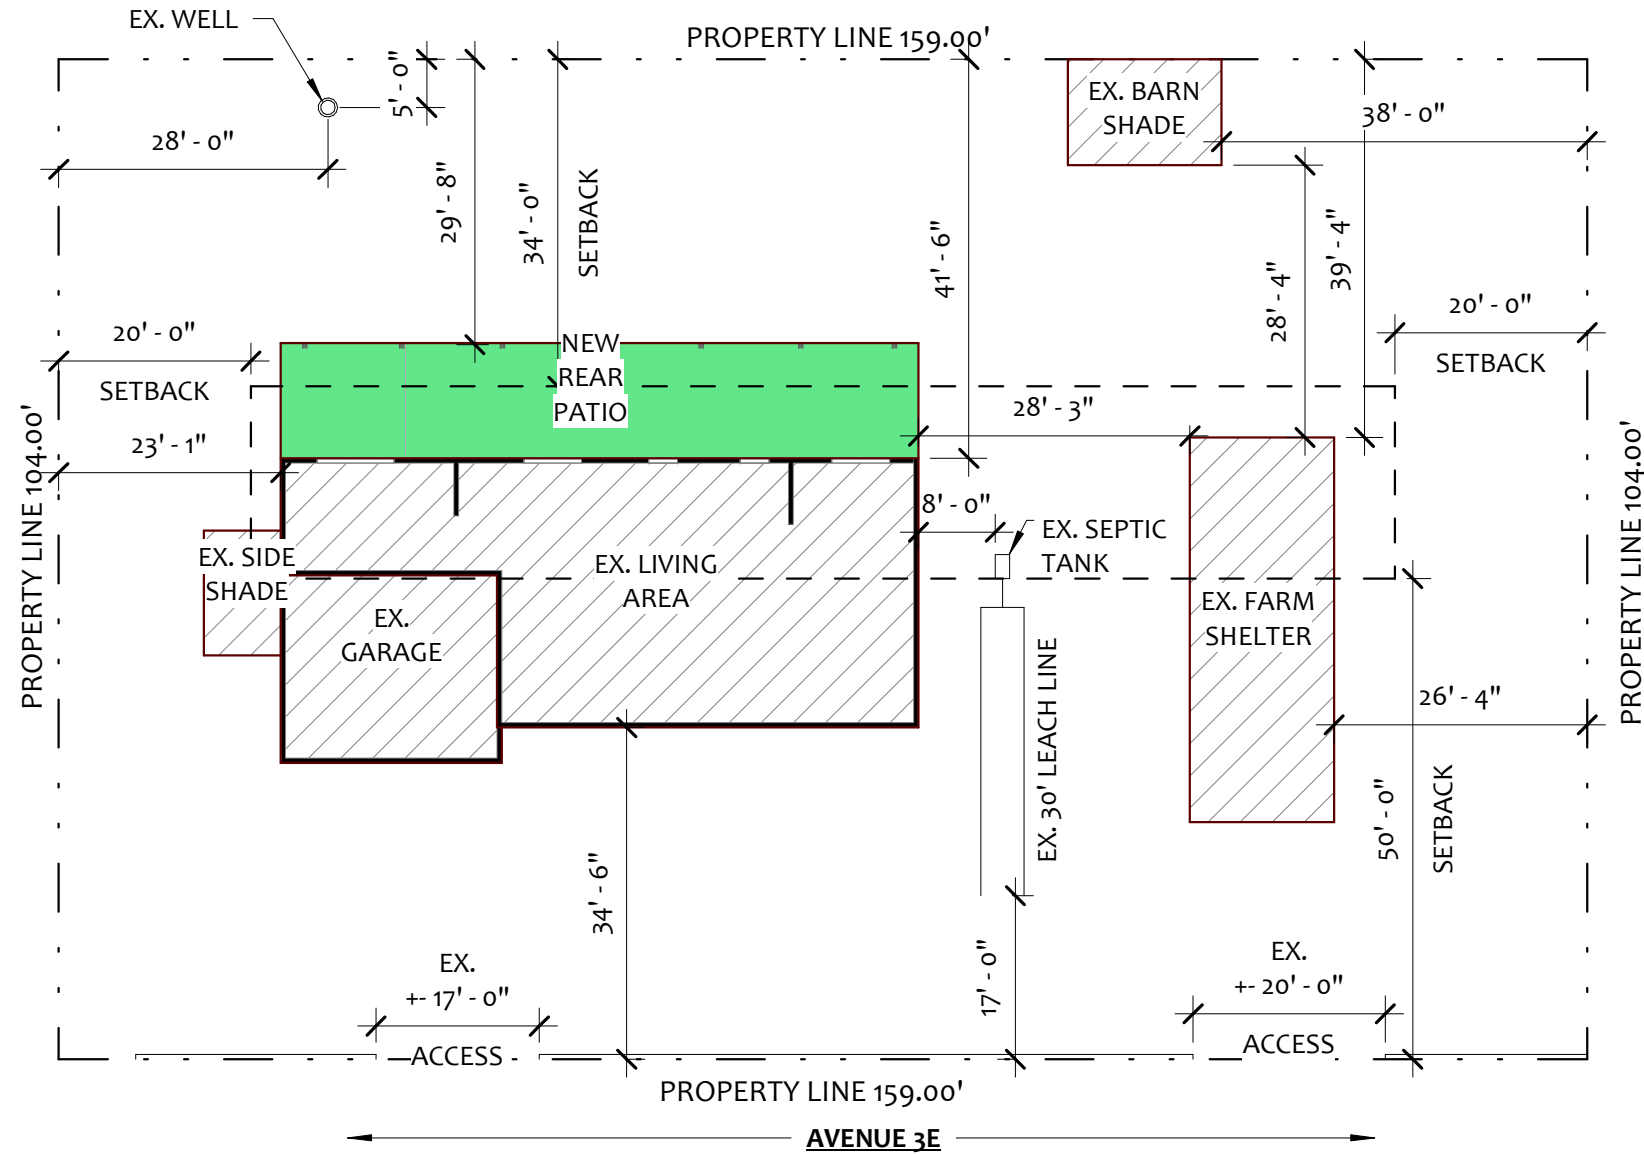 EX. WELL
PROPERTY LINE 159.00'
5' - 0"
28' - 0"
29' - 8"
34' - 0"
SETBACK
41' - 6"
EX. BARN
SHADE
38' - 0"
28' - 4"
39' - 4"
20' - 0"
SETBACK
20' - 0"
SETBACK
23' - 1"
NEW
REAR
PATIO
28' - 3"
PROPERTY LINE 104.00'
PROPERTY LINE 104.00'
8' - 0"
EX. SEPTIC
TANK
EX. SIDE
SHADE
EX. LIVING
AREA
EX.
GARAGE
EX. FARM
SHELTER
EX. 30' LEACH LINE
26' - 4"
50' - 0"
SETBACK
34' - 6"
17' - 0"
EX.
+- 17' - 0"
ACCESS
EX.
+- 20' - 0"
ACCESS
PROPERTY LINE 159.00'
AVENUE 3E